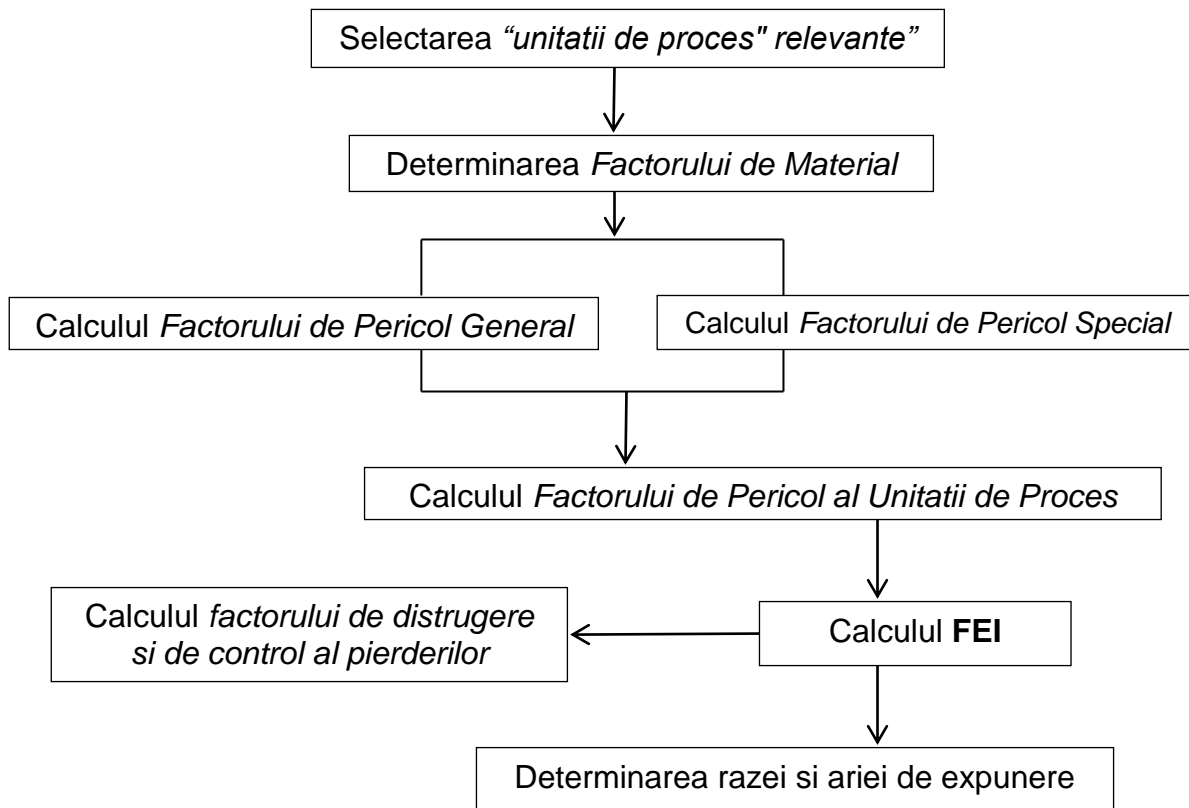 Selectarea “unitatii de proces" relevante”
Determinarea Factorului de Material
Calculul Factorului de Pericol General
Calculul Factorului de Pericol Special
Calculul Factorului de Pericol al Unitatii de Proces
Calculul factorului de distrugere
si de control al pierderilor
Calculul FEI
Determinarea razei si ariei de expunere